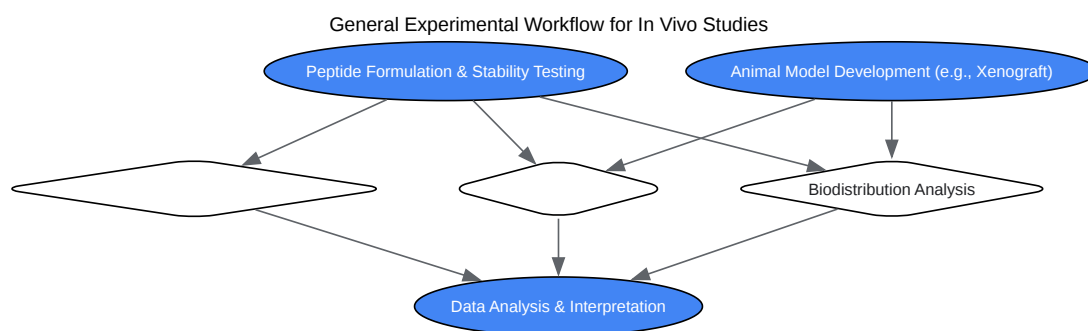 General Experimental Workflow for In Vivo Studies
Peptide Formulation & Stability Testing
Animal Model Development (e.g., Xenograft)
Biodistribution Analysis
Data Analysis & Interpretation